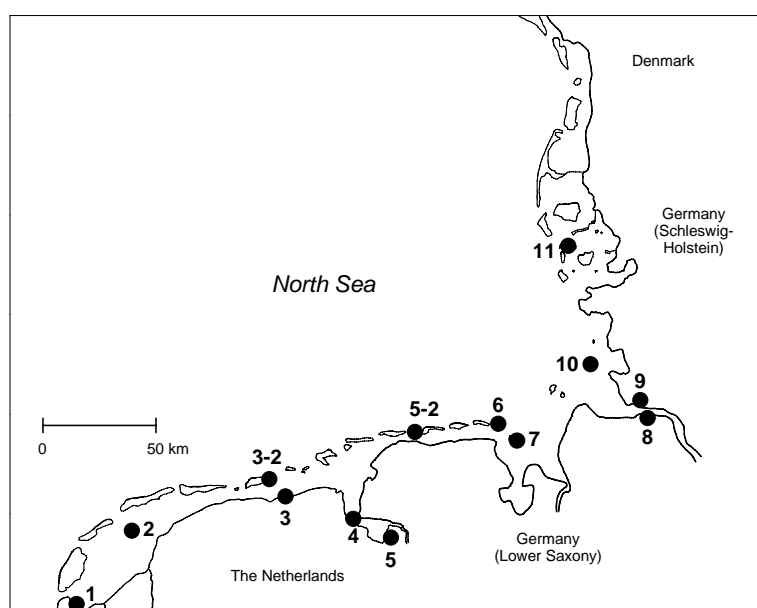 Denmark
Germany
(Schleswig-
Holstein)
11
North Sea
10
9
8
6
5-2
7
0
50 km
3-2
3
4
2
5
Germany
(Lower Saxony)
The Netherlands
1